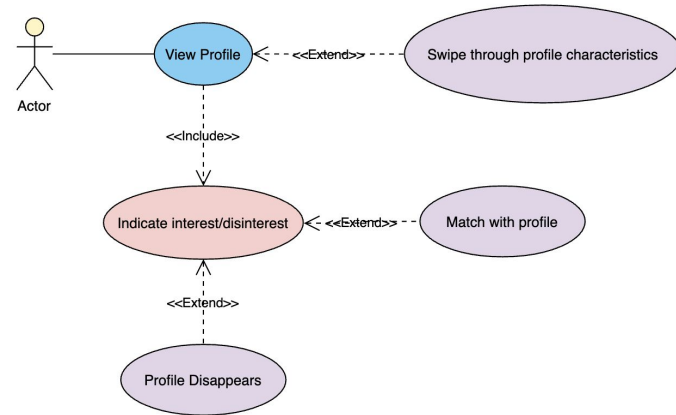 View Profile
<<Extend>>
Swipe through profile characteristics
Actor
<<Include>>
Indicate interest/disinterest
<<Extend>>
Match with profile
<<Extend>>
Profile Disappears